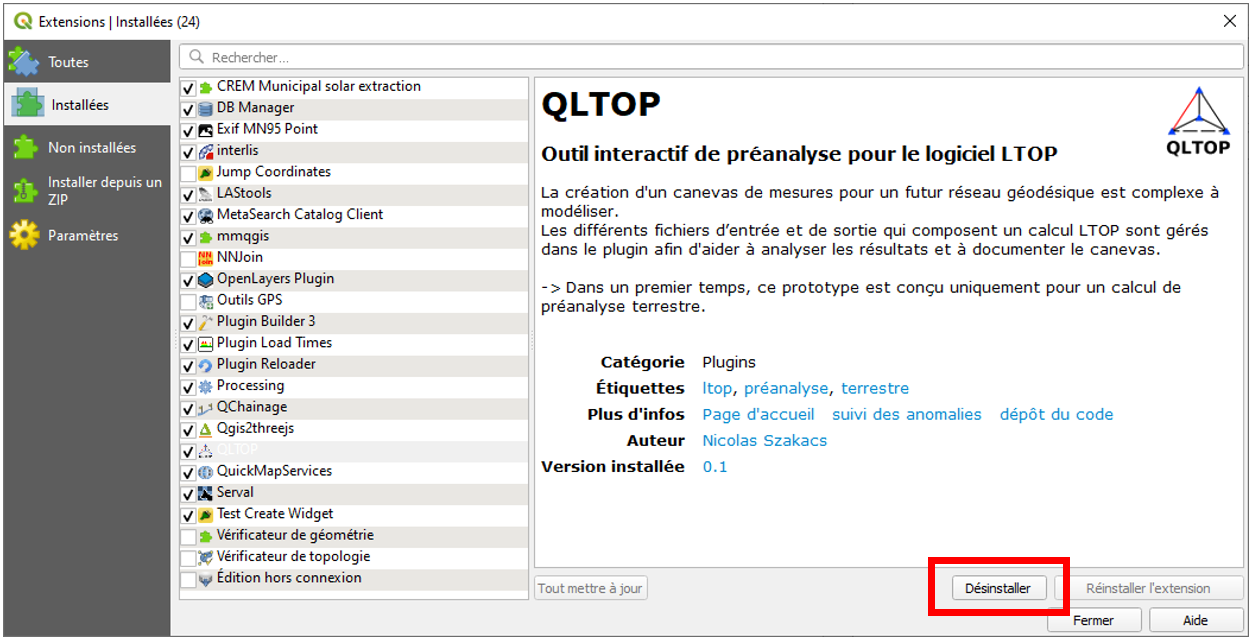 Extensions | Installées (24)
Toutes
Installées
Non installées
Installer depuis un
ZIP
Paramètres
Rechercher...
CREM Municipal solar extraction
DB Manager
Exif MN95 Point
interlis
Jump Coordinates
LAStools
MetaSearch Catalog Client
mmqgis
NNJoin
OpenLayers Plugin
Outils GPS
Plugin Builder 3
Plugin Load Times
Plugin Reloader
Processing
QChainage
Qgis2threejs
QLTOP
QuickMapServices
Serval
Test Create Widget
Vérificateur de géométrie
Vérificateur de topologie
Édition hors connexion
QLTOP
QLTOP
Outil interactif de préanalyse pour le logiciel LTOP
La création d'un canevas de mesures pour un futur réseau géodésique est complexe à
modéliser.
Les différents fichiers d’entrée et de sortie qui composent un calcul LTOP sont gérés
dans le plugin afin d'aider à analyser les résultats et à documenter le canevas.
-> Dans un premier temps, ce prototype est conçu uniquement pour un calcul de
préanalyse terrestre.
Catégorie Plugins
Étiquettes ltop, préanalyse, terrestre
Plus d'infos Page d'accueil suivi des anomalies dépôt du code
Auteur Nicolas Szakacs
Version installée 0.1
Tout mettre à jour
Désinstaller
Réinstaller l'extension
Fermer
Aide